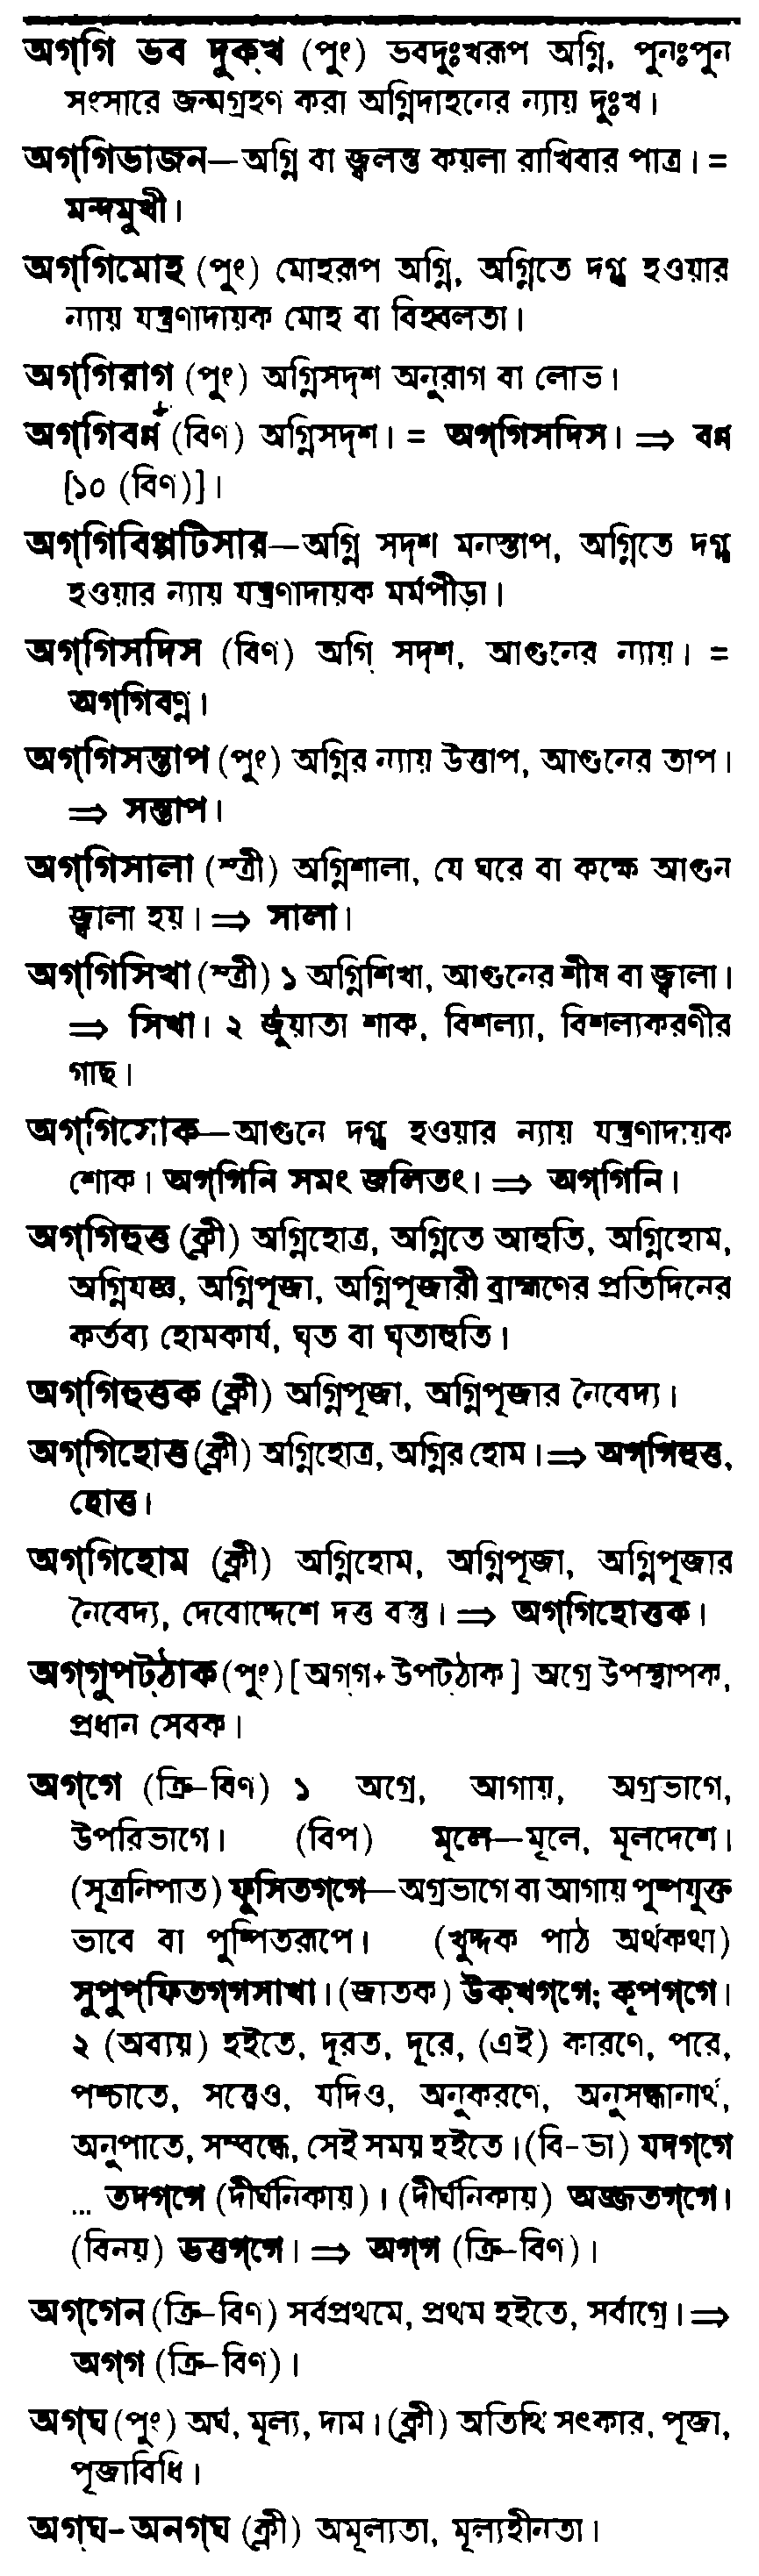 অগ্‌গি ভব দুক্‌খ (পুং) ভবদুঃখরূপ অগ্নি, পুনঃপুন
সংসারে জন্মগ্রহণ করা অগ্নিদাহনের ন্যায় দুঃখ।
অগ্‌গিভাজন—অগ্নি বা জ্বলন্ত কয়লা রাখিবার পাত্র। =
মন্দমুখী।
অগ্‌গিমোহ (পুং) মোহরূপ অগ্নি, অগ্নিতে দগ্ধ হওয়ার
ন্যায় যন্ত্রণাদায়ক মোহ বা বিহ্বলতা।
অগ্‌গিরাগ (পুং) অগ্নিসদৃশ অনুরাগ বা লোভ।
অগ্‌গিবণ্ণ (বিণ) অগ্নিসদৃশ। = অগ্‌গিসদিস। ⇒ বণ্ণ
[১০ (বিণ)]।
অগ্‌গিবিপ্পটিসার—অগ্নি সদৃশ মনস্তাপ, অগ্নিতে দগ্ধ
হওয়ার ন্যায় যন্ত্রণাদায়ক মর্মপীড়া।
অগ্‌গিসদিস (বিণ) অগ্নি সদৃশ, আগুনের ন্যায়। =
অগ্‌গিবণ্ণ।
অগ্‌গিসন্তাপ (পুং) অগ্নির ন্যায় উত্তাপ, আগুনের তাপ।
⇒ সন্তাপ।
অগ্‌গিসালা (স্ত্রী) অগ্নিশালা, যে ঘরে বা কক্ষে আগুন
জ্বালা হয়। ⇒ সালা।
অগ্‌গিসিখা (স্ত্রী) ১ অগ্নিশিখা, আগুনের শীষ বা জ্বালা।
⇒ সিখা। ২ জুঁয়াতা শাক, বিশল্যা, বিশল্যকরণীর
গাছ।
অগ্‌গিসোক—আগুনে দগ্ধ হওয়ার ন্যায় যন্ত্রণাদায়ক
শোক। অগ্‌গিনি সমং জলিতং। ⇒ অগ্‌গিনি।
অগ্‌গিহুত্ত (ক্লী) অগ্নিহোত্র, অগ্নিতে আহুতি, অগ্নিহোম,
অগ্নিযজ্ঞ, অগ্নিপূজা, অগ্নিপূজারী ব্রাহ্মণের প্রতিদিনের
কর্তব্য হোমকার্য, ঘৃত বা ঘৃতাহুতি।
অগ্‌গিহুত্তক (ক্লী) অগ্নিপূজা, অগ্নিপূজার নৈবেদ্য।
অগ্‌গিহোত্ত (ক্লী) অগ্নিহোত্র, অগ্নির হোম। ⇒ অগ্‌গিহুত্ত,
হোত্ত।
অগ্‌গিহোম (ক্লী) অগ্নিহোম, অগ্নিপূজা, অগ্নিপূজার
নৈবেদ্য, দেবোদ্দেশে দত্ত বস্তু। ⇒ অগ্‌গিহোত্তক।
অগ্‌গুপট্‌ঠাক (পুং) [অগ্‌গ+ উপট্‌ঠাক] অগ্রে উপস্থাপক,
প্রধান সেবক।
অগ্‌গে (ক্রি-বিণ) ১ অগ্রে, আগায়, অগ্রভাগে,
উপরিভাগে। (বিপ) মূলে—মূলে, মূলদেশে।
(সূত্রনিপাত) ফুসিতগ্‌গে—অগ্রভাগে বা আগায় পুষ্পযুক্ত
ভাবে বা পুষ্পিতরূপে। (খুদ্দক পাঠ অর্থকথা)
সুপুপ্‌ফিতগ্‌গসাখা। (জাতক) উক্‌খগ্‌গে; কূপগ্‌গে।
২ (অব্যয়) হইতে, দূরত, দূরে, (এই) কারণে, পরে,
পশ্চাতে, সত্ত্বেও, যদিও, অনুকরণে, অনুসন্ধানার্থ,
অনুপাতে, সম্বন্ধে, সেই সময় হইতে। (বি-ভা) যদগ্‌গে
... তদগ্‌গে (দীর্ঘনিকায়)। (দীর্ঘনিকায়) অজ্জতগ্‌গে।
(বিনয়) ভত্তগ্‌গে। ⇒ অগ্‌গ (ক্রি-বিণ)।
অগ্‌গেন (ক্রি-বিণ) সর্বপ্রথমে, প্রথম হইতে, সর্বাগ্রে। ⇒
অগ্‌গ (ক্রি-বিণ)।
অগ্‌ঘ (পুং) অর্ঘ, মূল্য, দাম। (ক্লী) অতিথি সৎকার, পূজা,
পূজাবিধি।
অগ্‌ঘ-অনগ্‌ঘ (ক্লী) অমূল্যতা, মূল্যহীনতা।